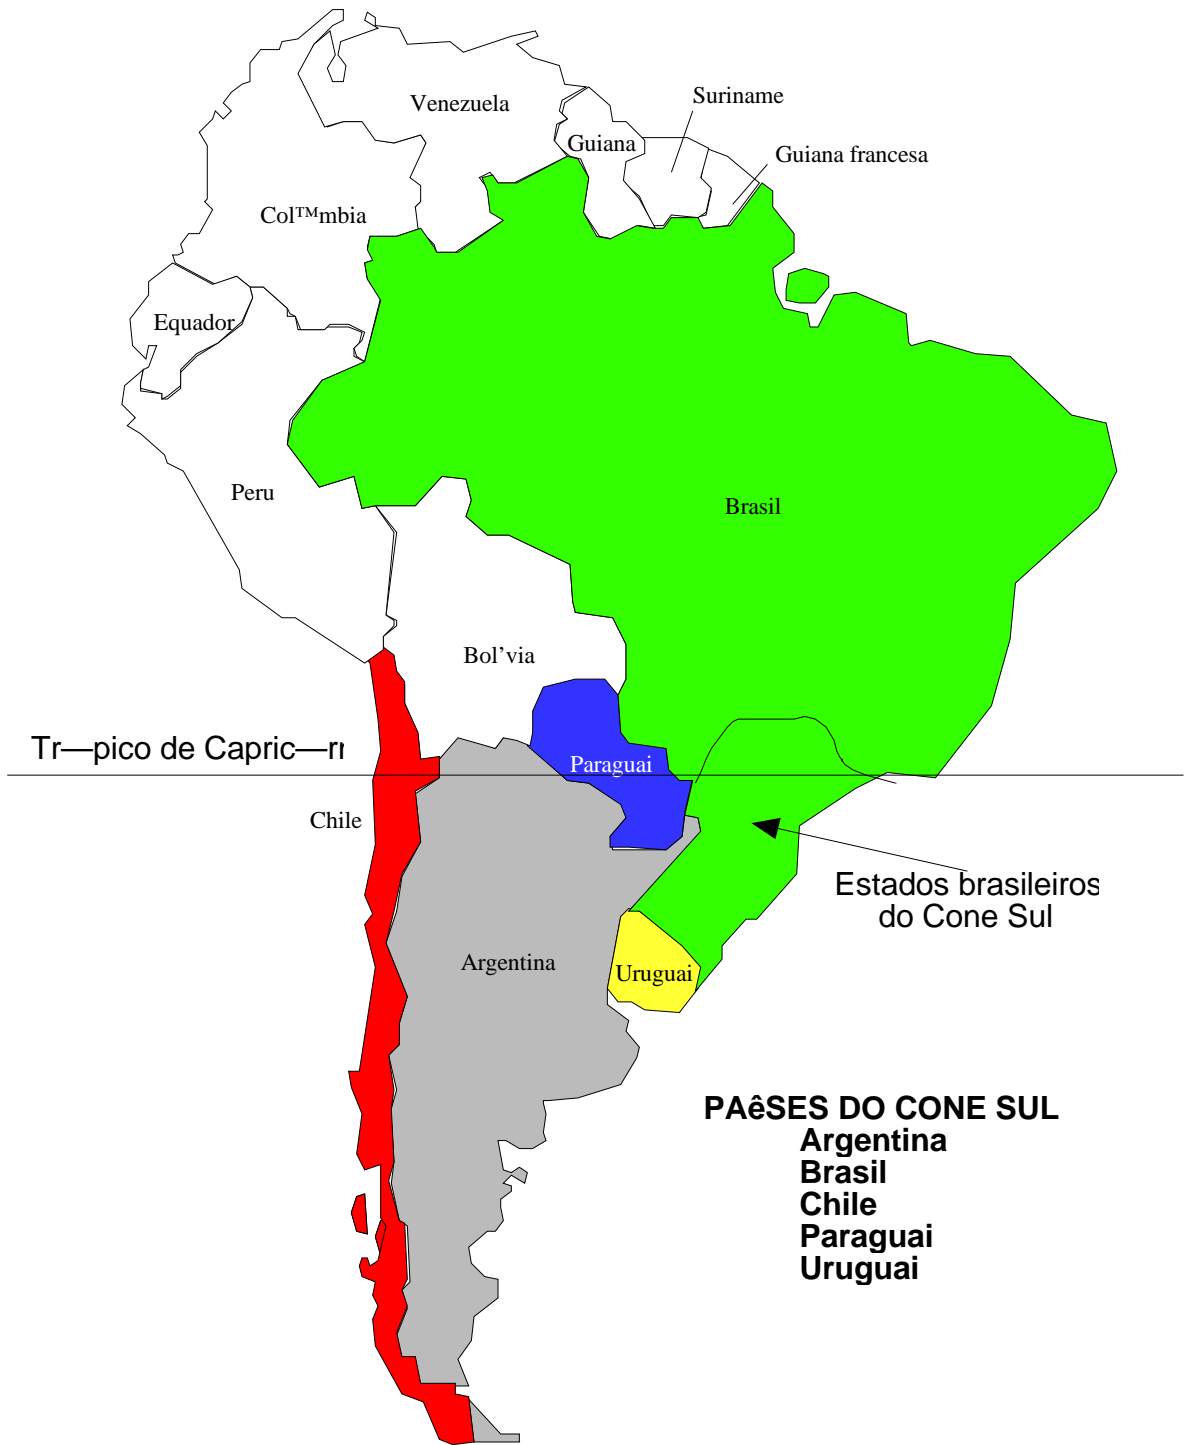 Suriname
Venezuela
Guiana
Guiana francesa
Col™mbia
Equador
Peru
Brasil
Bol’via
Tr—pico de Capric—rr
Paraguai
Chile
Estados brasileiros
do Cone Sul
Argentina
Uruguai
PAêSES DO CONE SUL
Argentina
Brasil
Chile
Paraguai
Uruguai